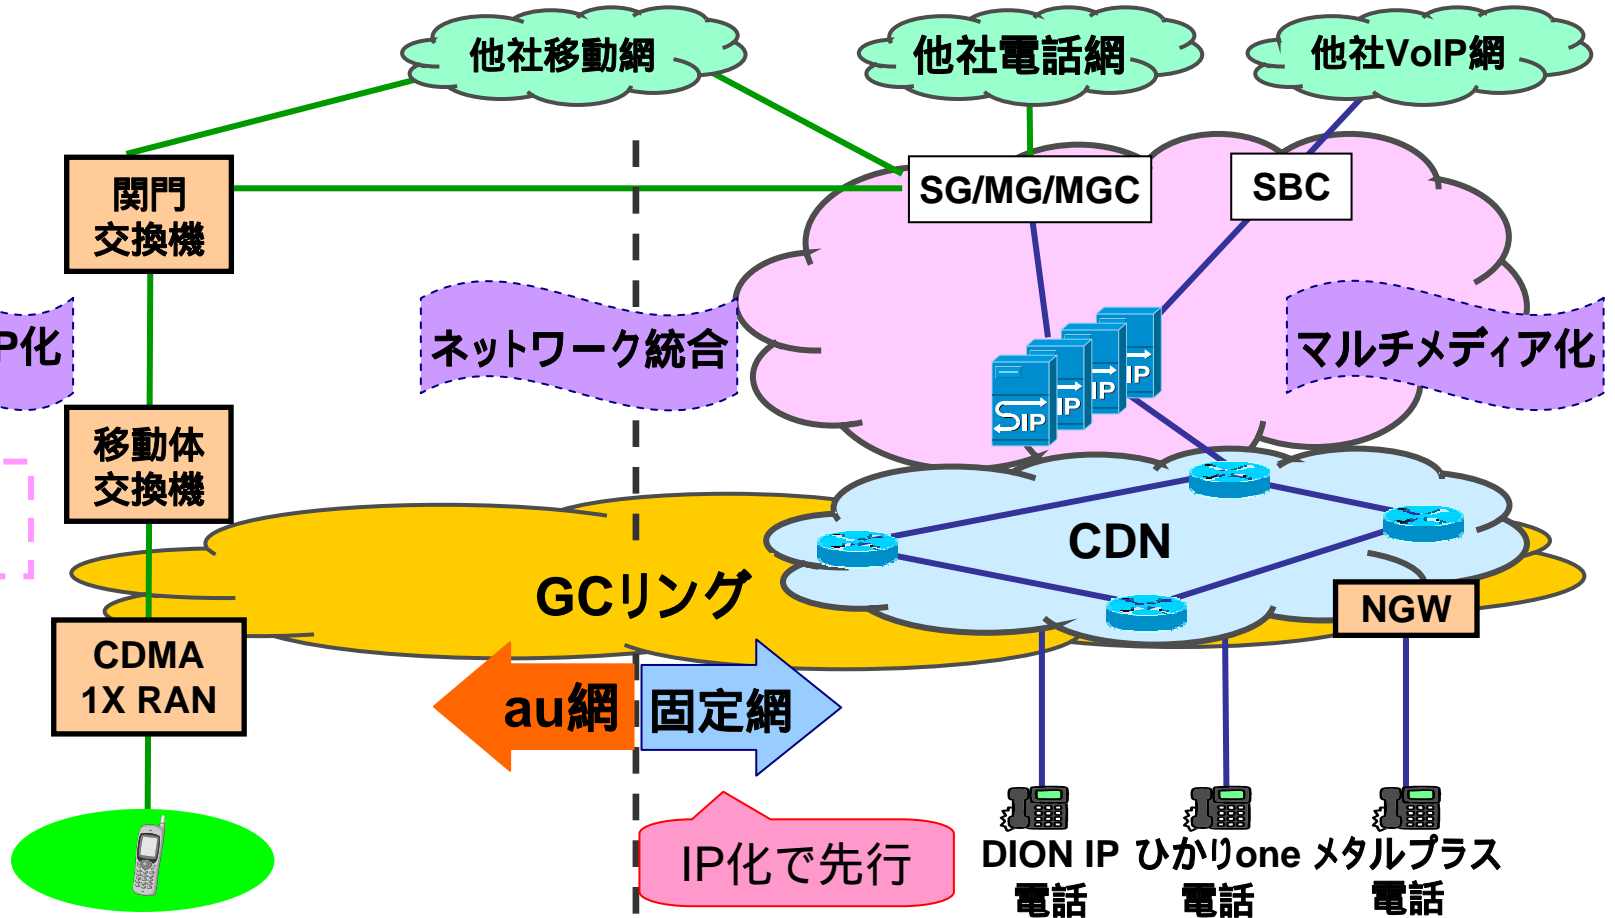 他社移動網
他社電話網
他社VoIP網
関門
交換機
SG/MG/MGC
SBC
P化
ネットワーク統合
マルチメディア化
IP
IP
IP
SIP
移動体
交換機
CDN
GCリング
NGW
CDMA
1X RAN
au網
固定網
IP化で先行
DION IP
電話
ひかりone
電話
メタルプラス
電話